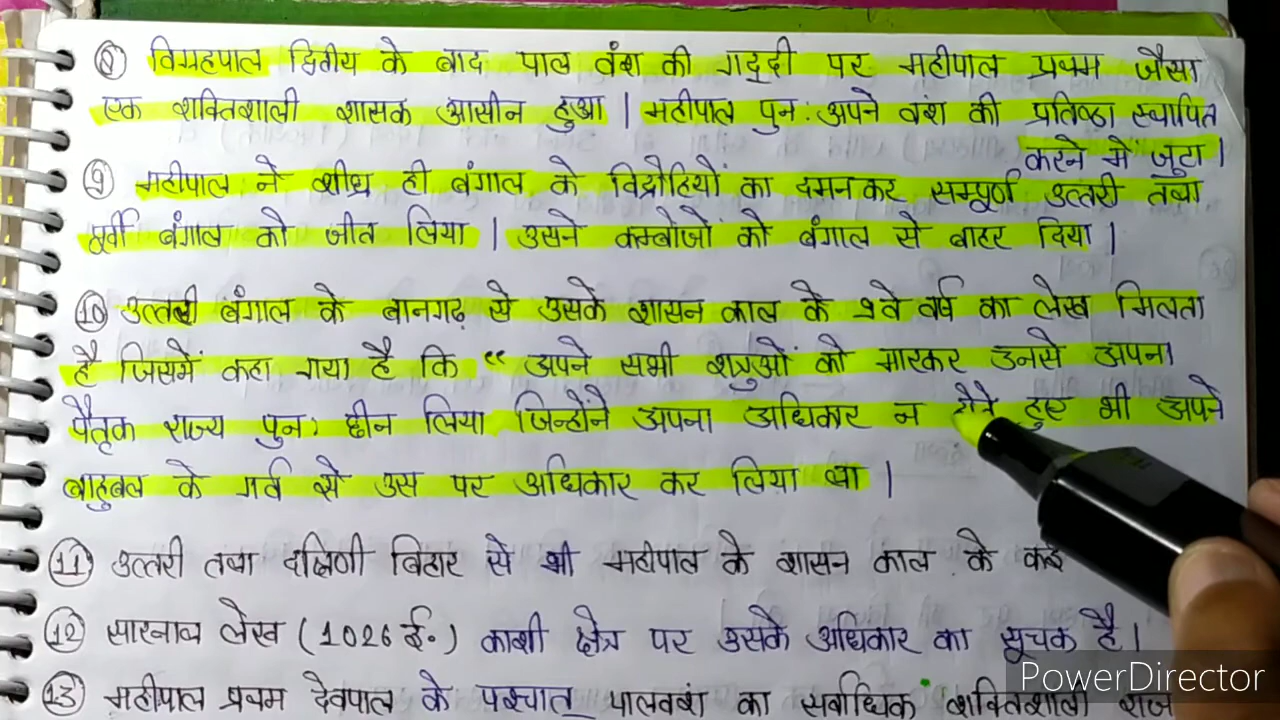 ⑧ विग्रहपाल द्वितीय के बाद पाल वंश की गद्दी पर महीपाल प्रथम जैसा
एक शक्तिशाली शासक आसीन हुआ | महीपाल पुन: अपने वंश की प्रतिष्ठा स्थापित
करने में जुटा |
⑨ महीपाल ने शीघ्र ही बंगाल के विद्रोहियों का दमनकर सम्पूर्ण उत्तरी तथा
पूर्वी बंगाल को जीत लिया | उसने कम्बोजों को बंगाल से बाहर दिया |
⑩ उत्तरी बंगाल के बानगढ़ से उसके शासन काल के 9वे वर्ष का लेख मिलता
है जिसमें कहा गया है कि “ अपने सभी शत्रुओं को मारकर उनसे अपना
पैतृक राज्य पुन: छीन लिया जिन्होंने अपना अधिकार न होते हुए भी अपने
बाहुबल के गर्व से उस पर अधिकार कर लिया था |
⑪ उत्तरी तथा दक्षिणी बिहार से भी महीपाल के शासन काल के कई
⑫ सारनाथ लेख (1026 ई॰) काशी क्षेत्र पर उसके अधिकार का सूचक है |
⑬ महीपाल प्रथम देवपाल के पश्चात् पालवंश का सर्वाधिक शक्तिशाली राज
PowerDirector